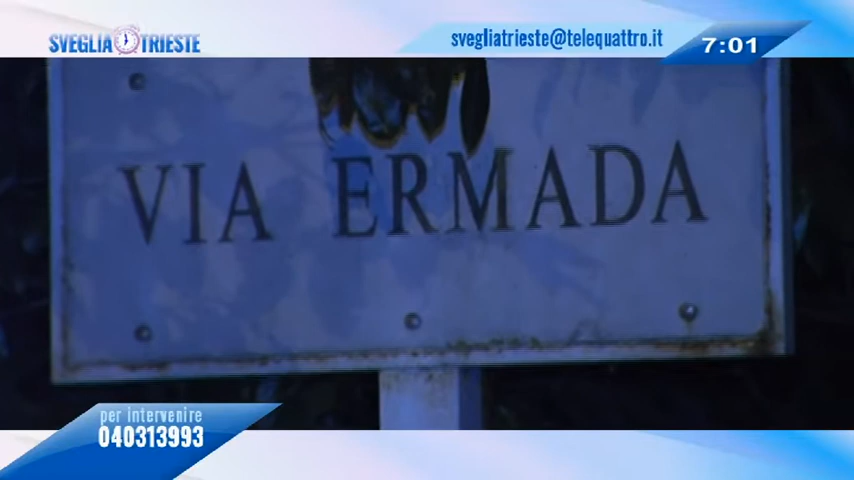 SVEGLIA TRIESTE
svegliatrieste@telequattro.it
7:01
VIA ERMADA
per intervenire
040313993